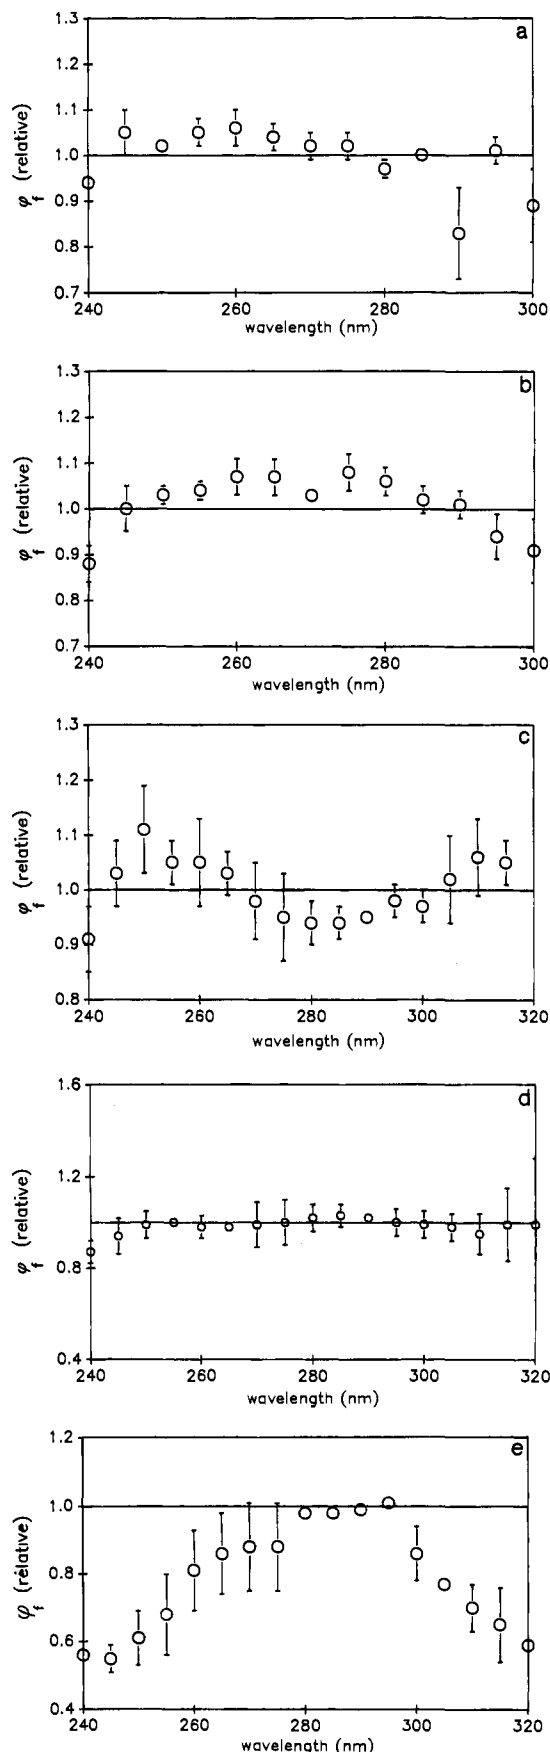 a
1.3
1.2
1.1
1.0
0.9
0.8
0.7
φf (relative)
240 260 280 300
wavelength (nm)
b
1.3
1.2
1.1
1.0
0.9
0.8
0.7
φf (relative)
240 260 280 300
wavelength (nm)
c
1.3
1.2
1.1
1.0
0.9
0.8
φf (relative)
240 260 280 300 320
wavelength (nm)
d
1.6
1.2
0.8
0.4
φf (relative)
240 260 280 300 320
wavelength (nm)
e
1.2
1.0
0.8
0.6
0.4
φf (relative)
240 260 280 300 320
wavelength (nm)